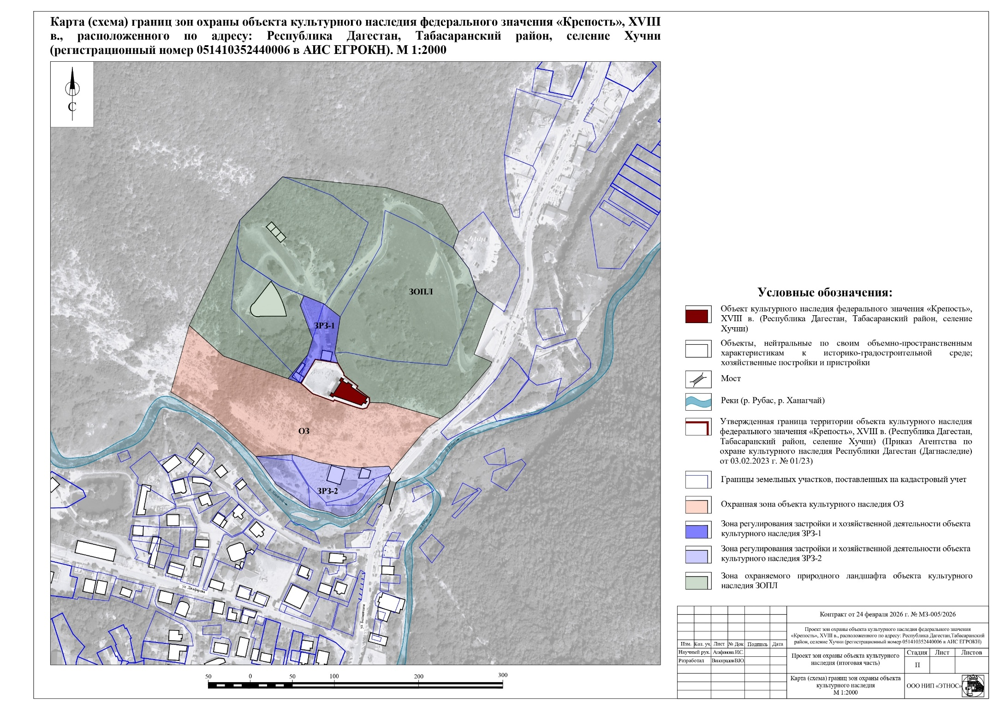 Карта (схема) границ зон охраны объекта культурного наследия федерального значения «Крепость», XVIII
в., расположенного по адресу: Республика Дагестан, Табасаранский район, селение Хучни
(регистрационный номер 051410352440006 в АИС ЕГРОКН). М 1:2000
С
ЗОПЛ
ЗРЗ-1
ОЗ
ЗРЗ-2
р. Рубас
р. Ханагчай
р. Рубас
ул. Джафарова
ул. Больничная
50 0 50 100 200 300
Условные обозначения:
Объект культурного наследия федерального значения «Крепость»,
XVIII в. (Республика Дагестан, Табасаранский район, селение
Хучни)
Объекты, нейтральные по своим объемно-пространственным
характеристикам к историко-градостроительной среде;
хозяйственные постройки и пристройки
Мост
Реки (р. Рубас, р. Ханагчай)
Утвержденная граница территории объекта культурного наследия
федерального значения «Крепость», XVIII в. (Республика Дагестан,
Табасаранский район, селение Хучни) (Приказ Агентства по
охране культурного наследия Республики Дагестан (Дагнаследие)
от 03.02.2023 г. № 01/23)
Границы земельных участков, поставленных на кадастровый учет
Охранная зона объекта культурного наследия ОЗ
Зона регулирования застройки и хозяйственной деятельности объекта
культурного наследия ЗРЗ-1
Зона регулирования застройки и хозяйственной деятельности объекта
культурного наследия ЗРЗ-2
Зона охраняемого природного ландшафта объекта культурного
наследия ЗОПЛ
Контракт от 24 февраля 2026 г. № МЗ-005/2026
Проект зон охраны объекта культурного наследия федерального значения
«Крепость», XVIII в., расположенного по адресу: Республика Дагестан,Табасаранский
район, селение Хучни (регистрационный номер 051410352440006 в АИС ЕГРОКН)
Изм. Кол. уч. Лист № Док Подпись Дата
Научный рук. Агафонова И.С.
Разработал Виноградов В.Ю.
Проект зон охраны объекта культурного
наследия (итоговая часть)
Стадия Лист Листов
П
Карта (схема) границ зон охраны объекта
культурного наследия
М 1:2000
ООО НИП «ЭТНОС»